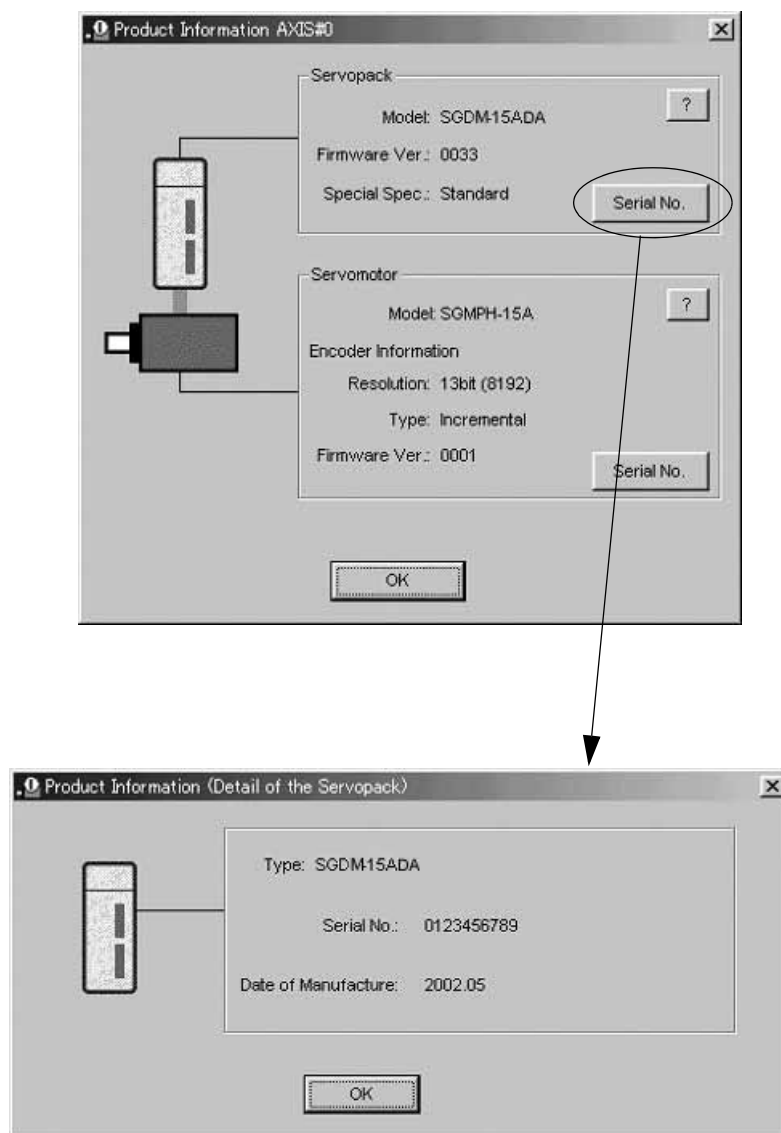 Product Information AXIS#0
Servopack
?
Model: SGDM-15ADA
Firmware Ver.: 0033
Special Spec.: Standard
Serial No.
Servomotor
?
Model: SGMPH-15A
Encoder Information
Resolution: 13bit (8192)
Type: Incremental
Firmware Ver.: 0001
Serial No.
OK
Product Information (Detail of the Servopack)
Type: SGDM-15ADA
Serial No.: 0123456789
Date of Manufacture: 2002.05
OK